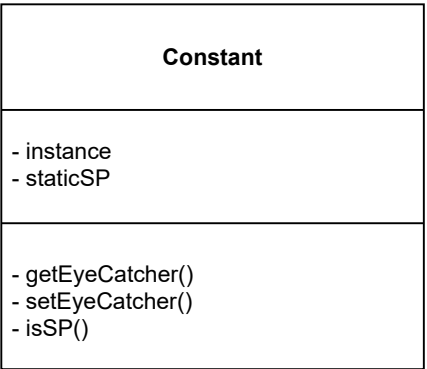 Constant
- instance
- staticSP
- getEyeCatcher()
- setEyeCatcher()
- isSP()